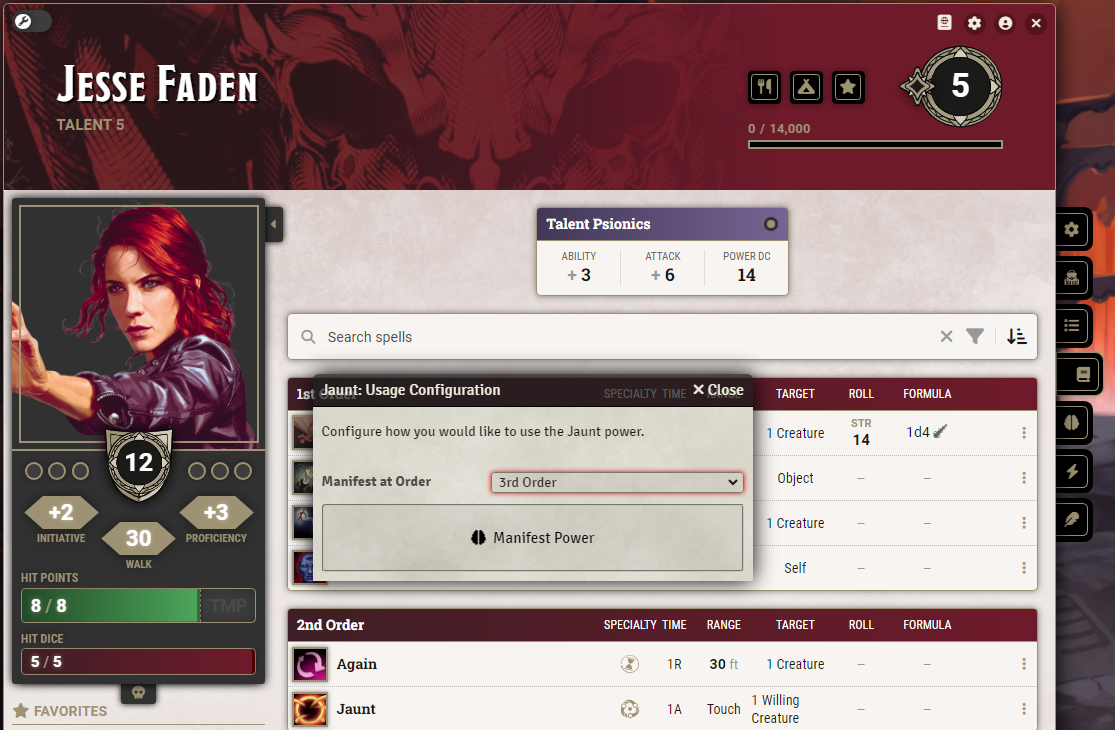 JESSE FADEN
TALENT 5
5
0 / 14,000
Talent Psionics
ABILITY ATTACK POWER DC
+ 3 + 6 14
Search spells
1st Order SPECIALTY TIME RANGE TARGET ROLL FORMULA
Jaunt: Usage Configuration Close
Configure how you would like to use the Jaunt power.
Manifest at Order 3rd Order
Manifest Power
1 Creature STR 14 1d4
Object – –
1 Creature – –
Self – –
12
+2 +3
INITIATIVE 30 PROFICIENCY
WALK
HIT POINTS
8 / 8 TMP
HIT DICE
5 / 5
FAVORITES
2nd Order SPECIALTY TIME RANGE TARGET ROLL FORMULA
Again 1R 30 ft 1 Creature – –
Jaunt 1A Touch 1 Willing Creature – –